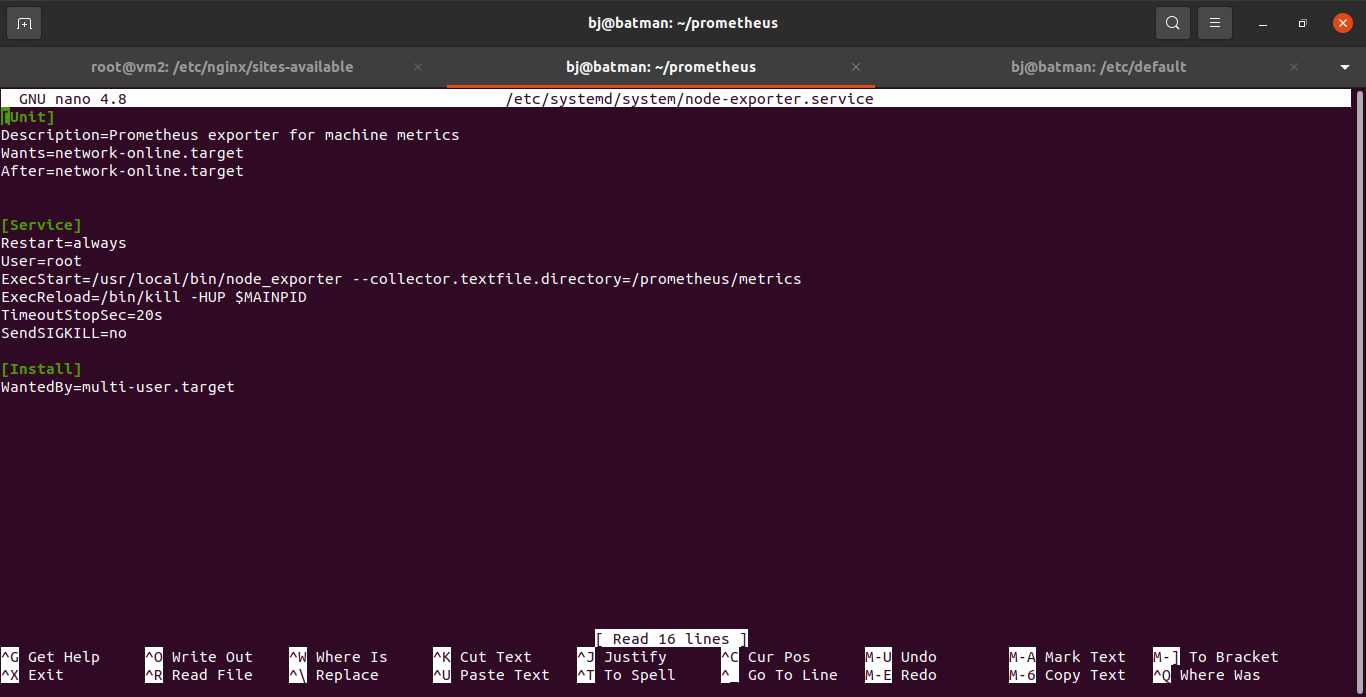 bj@batman: ~/prometheus
root@vm2: /etc/nginx/sites-available
bj@batman: ~/prometheus
bj@batman: /etc/default
GNU nano 4.8 /etc/systemd/system/node-exporter.service
[Unit]
Description=Prometheus exporter for machine metrics
Wants=network-online.target
After=network-online.target
[Service]
Restart=always
User=root
ExecStart=/usr/local/bin/node_exporter --collector.textfile.directory=/prometheus/metrics
ExecReload=/bin/kill -HUP $MAINPID
TimeoutStopSec=20s
SendSIGKILL=no
[Install]
WantedBy=multi-user.target
[ Read 16 lines ]
^G Get Help ^O Write Out ^W Where Is ^K Cut Text ^J Justify ^C Cur Pos M-U Undo M-A Mark Text M-] To Bracket
^X Exit ^R Read File ^\ Replace ^U Paste Text ^T To Spell ^_ Go To Line M-E Redo M-6 Copy Text ^Q Where Was